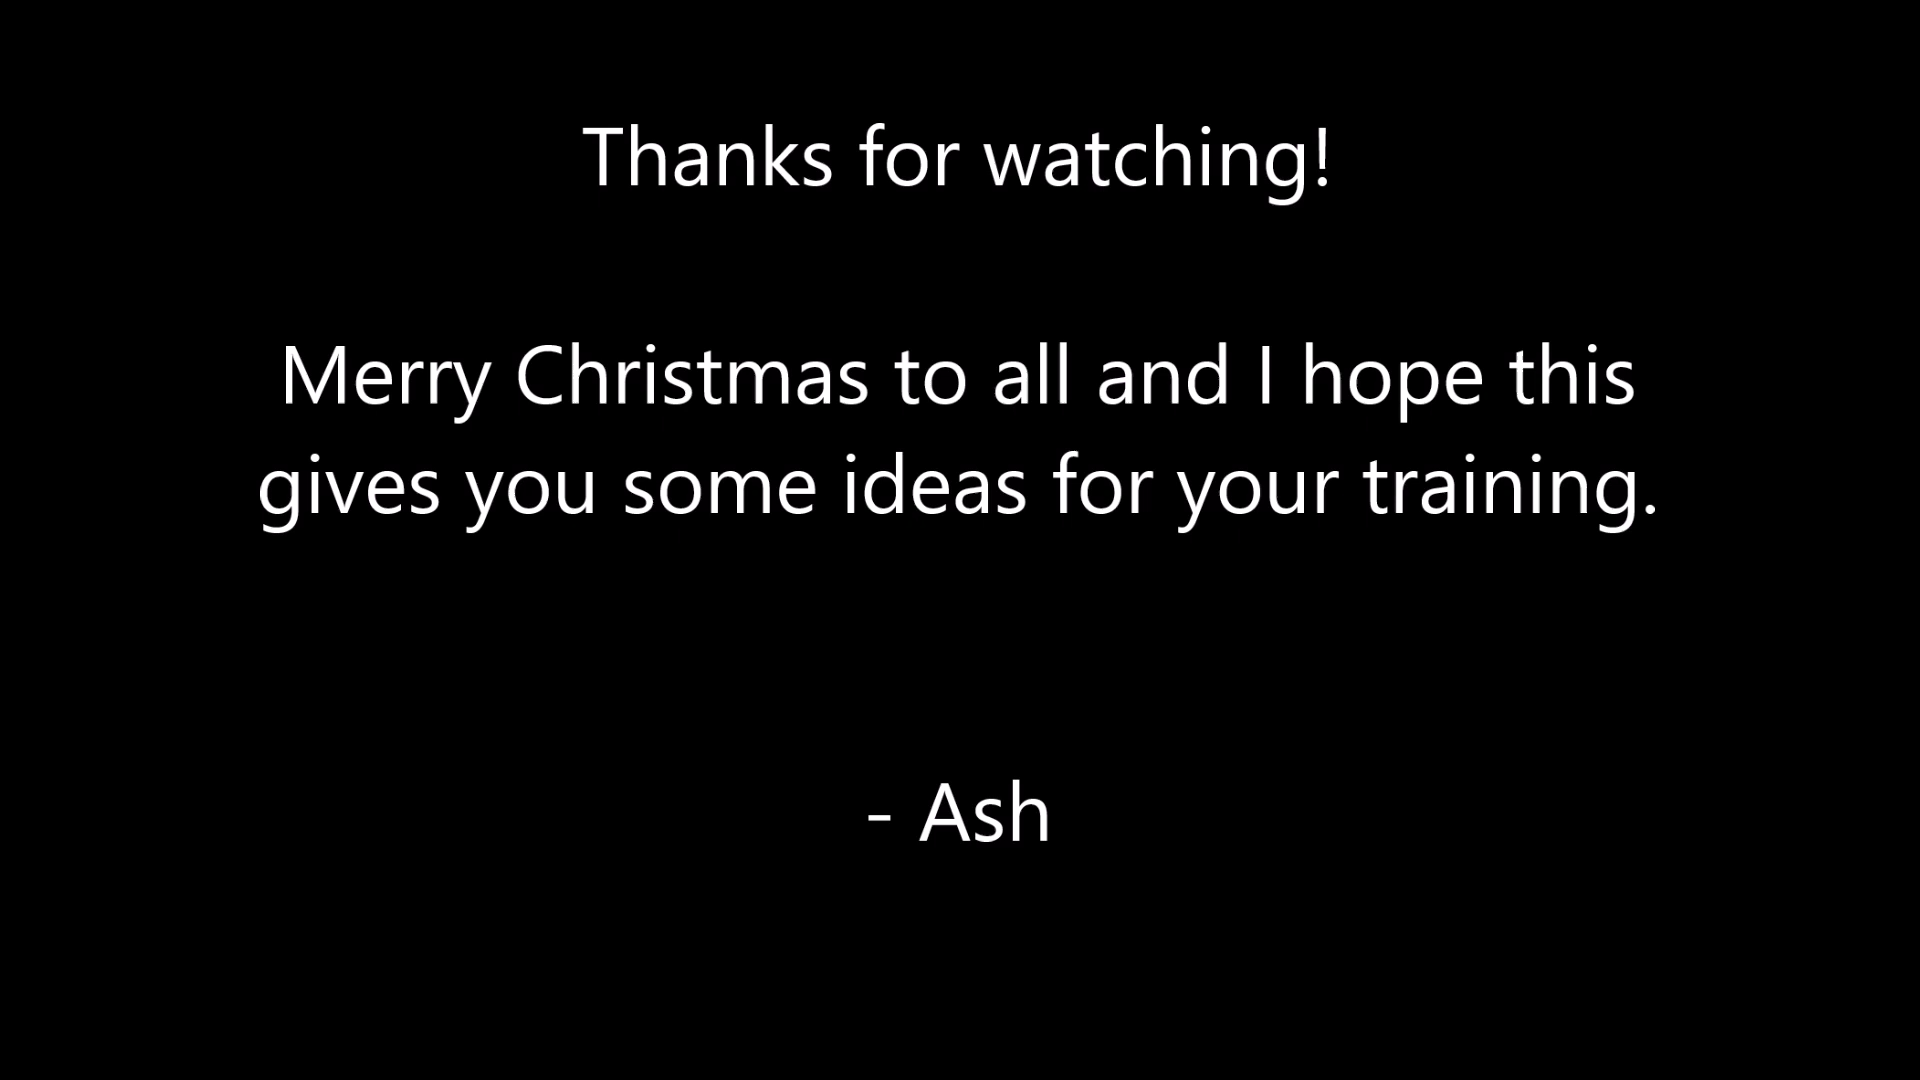 Thanks for watching!
Merry Christmas to all and I hope this
gives you some ideas for your training.
- Ash